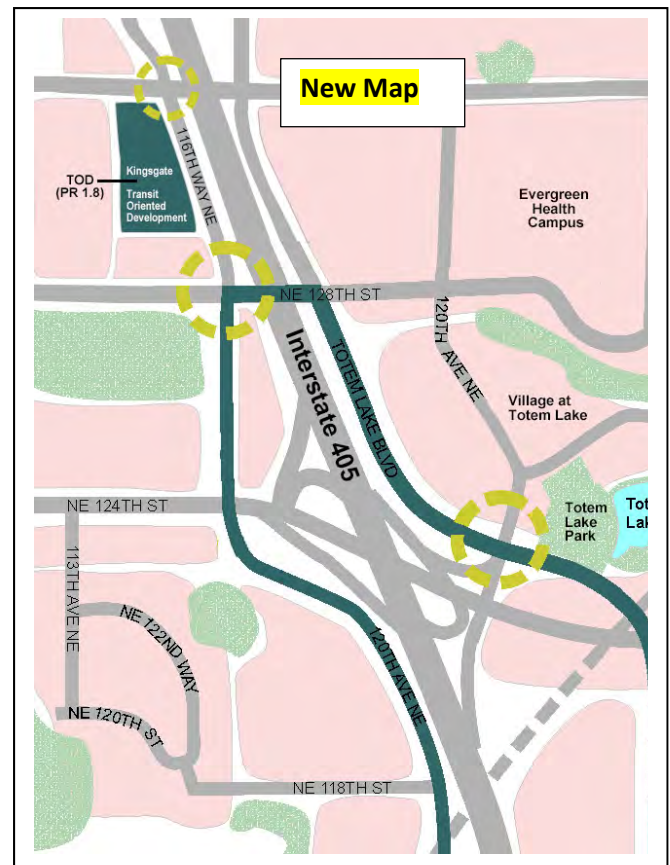 New Map
116TH WAY NE
TOD
(PR 1.8)
Kingsgate
Transit
Oriented
Development
Evergreen
Health
Campus
NE 128TH ST
120TH AVE NE
Interstate 405
TOTEM LAKE BLVD
Village at
Totem Lake
NE 124TH ST
Totem
Lake
Park
Tot
Lak
113TH AVE NE
NE 122ND WAY
120TH AVE NE
NE 120TH ST
NE 118TH ST